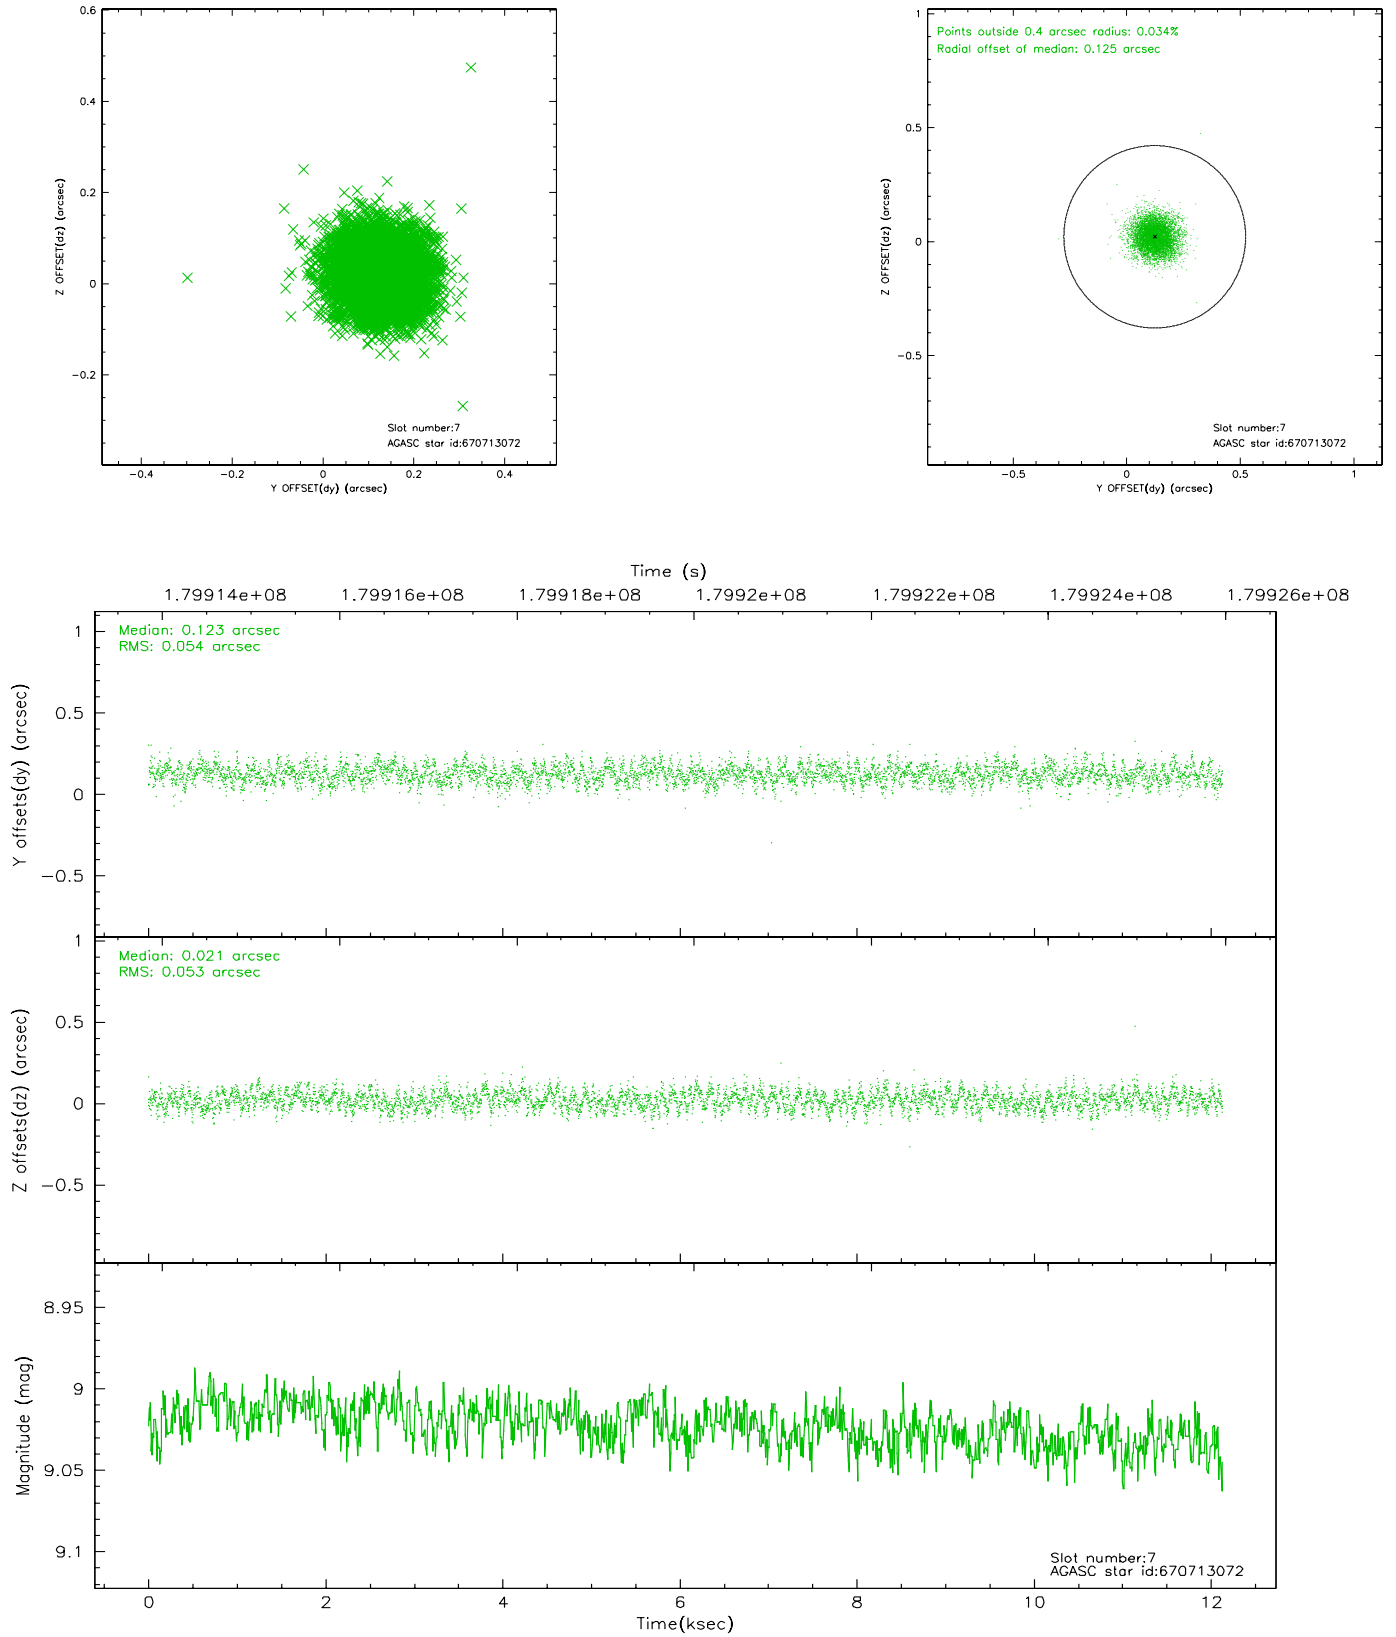 0.6
0.4
0.2
0
−0.2
Z OFFSET(dz) (arcsec)
Slot number:7
AGASC star id:670713072
−0.4 −0.2 0 0.2 0.4
Y OFFSET(dy) (arcsec)
Points outside 0.4 arcsec radius: 0.034%
Radial offset of median: 0.125 arcsec
1
0.5
0
−0.5
Z OFFSET(dz) (arcsec)
Slot number:7
AGASC star id:670713072
−0.5 0 0.5 1
Y OFFSET(dy) (arcsec)
Time (s)
1.79914e+08 1.79916e+08 1.79918e+08 1.7992e+08 1.79922e+08 1.79924e+08 1.79926e+08
Median: 0.123 arcsec
RMS: 0.054 arcsec
1
0.5
0
−0.5
Y offsets(dy) (arcsec)
Median: 0.021 arcsec
RMS: 0.053 arcsec
1
0.5
0
−0.5
Z offsets(dz) (arcsec)
8.95
9
9.05
9.1
Magnitude (mag)
Slot number:7
AGASC star id:670713072
0 2 4 6 8 10 12
Time(ksec)